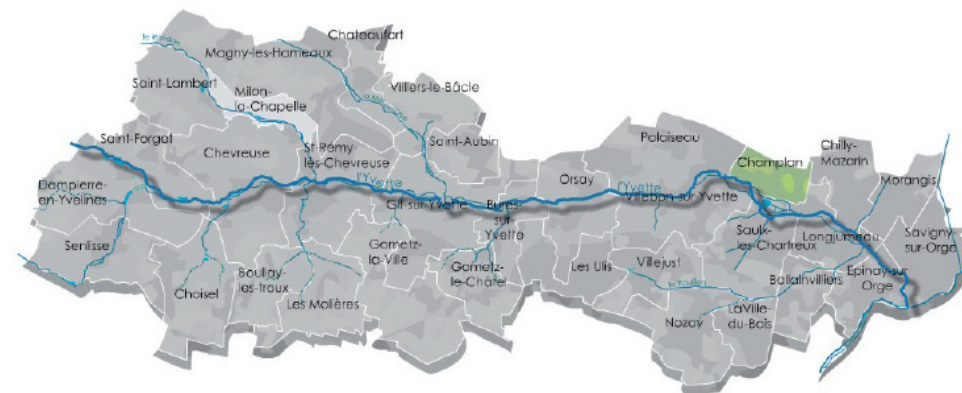 Chateaufort
Magny-les-Hameaux
Saint-Lambert
Milon-
la-Chapelle
Villiers-le-Bâcle
Saint-Forget
Chevreuse
St-Rémy-
lès-Chevreuse
Saint-Aubin
Palaiseau
Champlan
Chilly-
Mazarin
Dampierre-
en-Yvelines
l'Yvette
Gif-sur-Yvette
Bures-
sur-
Yvette
Orsay
l'Yvette
Villebon-sur-Yvette
Morangis
Senlisse
Gometz-
la-Ville
Gometz-
le-Châtel
Saulx-
les-Chartreux
Longjumeau
Savigny-
sur-Orge
Choisel
Boullay-
les-troux
Les Molières
Les Ulis
Villejust
Ballainvilliers
Epinay-sur
Orge
Nozay
LaVille-
du-Bois